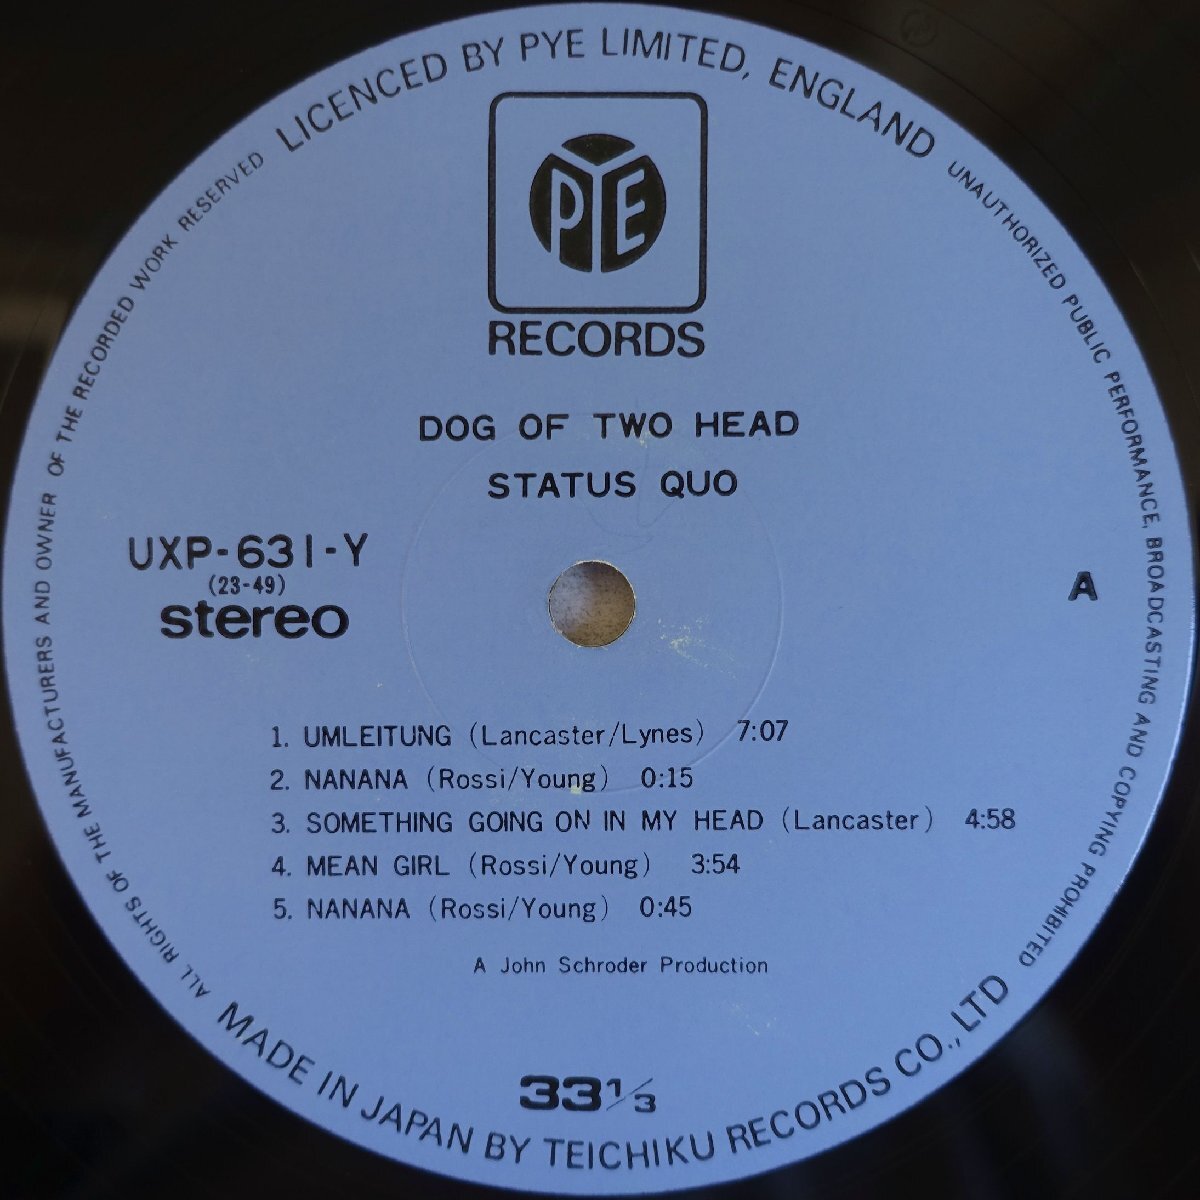 LICENCED BY PYE LIMITED, ENGLAND
UNAUTHORIZED PUBLIC PERFORMANCE, BROADCASTING AND COPYING PROHIBITED
PYE
RECORDS
DOG OF TWO HEAD
STATUS QUO
UXP-631-Y
(23-49)
stereo
A
1. UMLEITUNG (Lancaster/Lynes) 7:07
2. NANANA (Rossi/Young) 0:15
3. SOMETHING GOING ON IN MY HEAD (Lancaster) 4:58
4. MEAN GIRL (Rossi/Young) 3:54
5. NANANA (Rossi/Young) 0:45
A John Schroder Production
33 1/3
MADE IN JAPAN BY TEICHIKU RECORDS CO., LTD
ALL RIGHTS OF THE MANUFACTURERS AND OWNER OF THE RECORDED WORK RESERVED